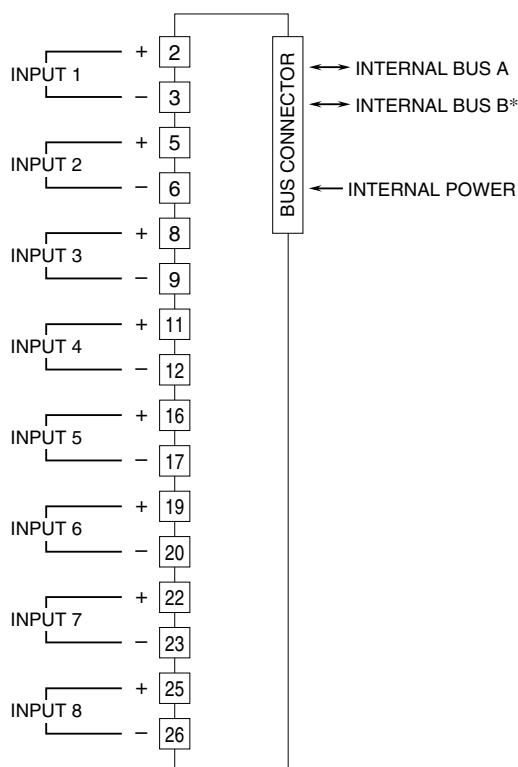 INPUT 1
+ 2
− 3
INPUT 2
+ 5
− 6
INPUT 3
+ 8
− 9
INPUT 4
+ 11
− 12
INPUT 5
+ 16
− 17
INPUT 6
+ 19
− 20
INPUT 7
+ 22
− 23
INPUT 8
+ 25
− 26
BUS CONNECTOR
INTERNAL BUS A
INTERNAL BUS B*
INTERNAL POWER